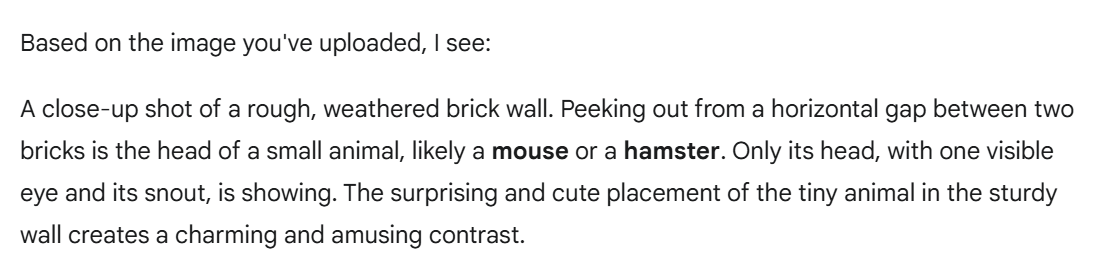 Based on the image you've uploaded, I see:
A close-up shot of a rough, weathered brick wall. Peeking out from a horizontal gap between two
bricks is the head of a small animal, likely a mouse or a hamster. Only its head, with one visible
eye and its snout, is showing. The surprising and cute placement of the tiny animal in the sturdy
wall creates a charming and amusing contrast.